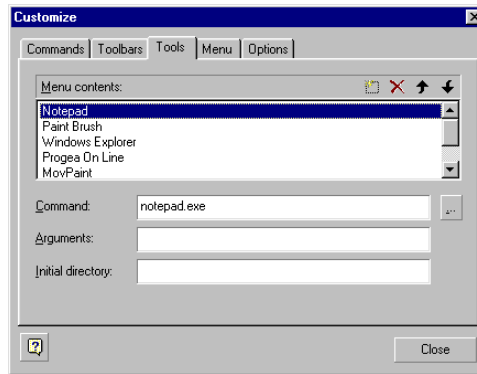 Customize
Commands Toolbars Tools Menu Options
Menu contents:
Notepad
Paint Brush
Windows Explorer
Progea On Line
MovPaint
Command: notepad.exe ...
Arguments:
Initial directory:
Close